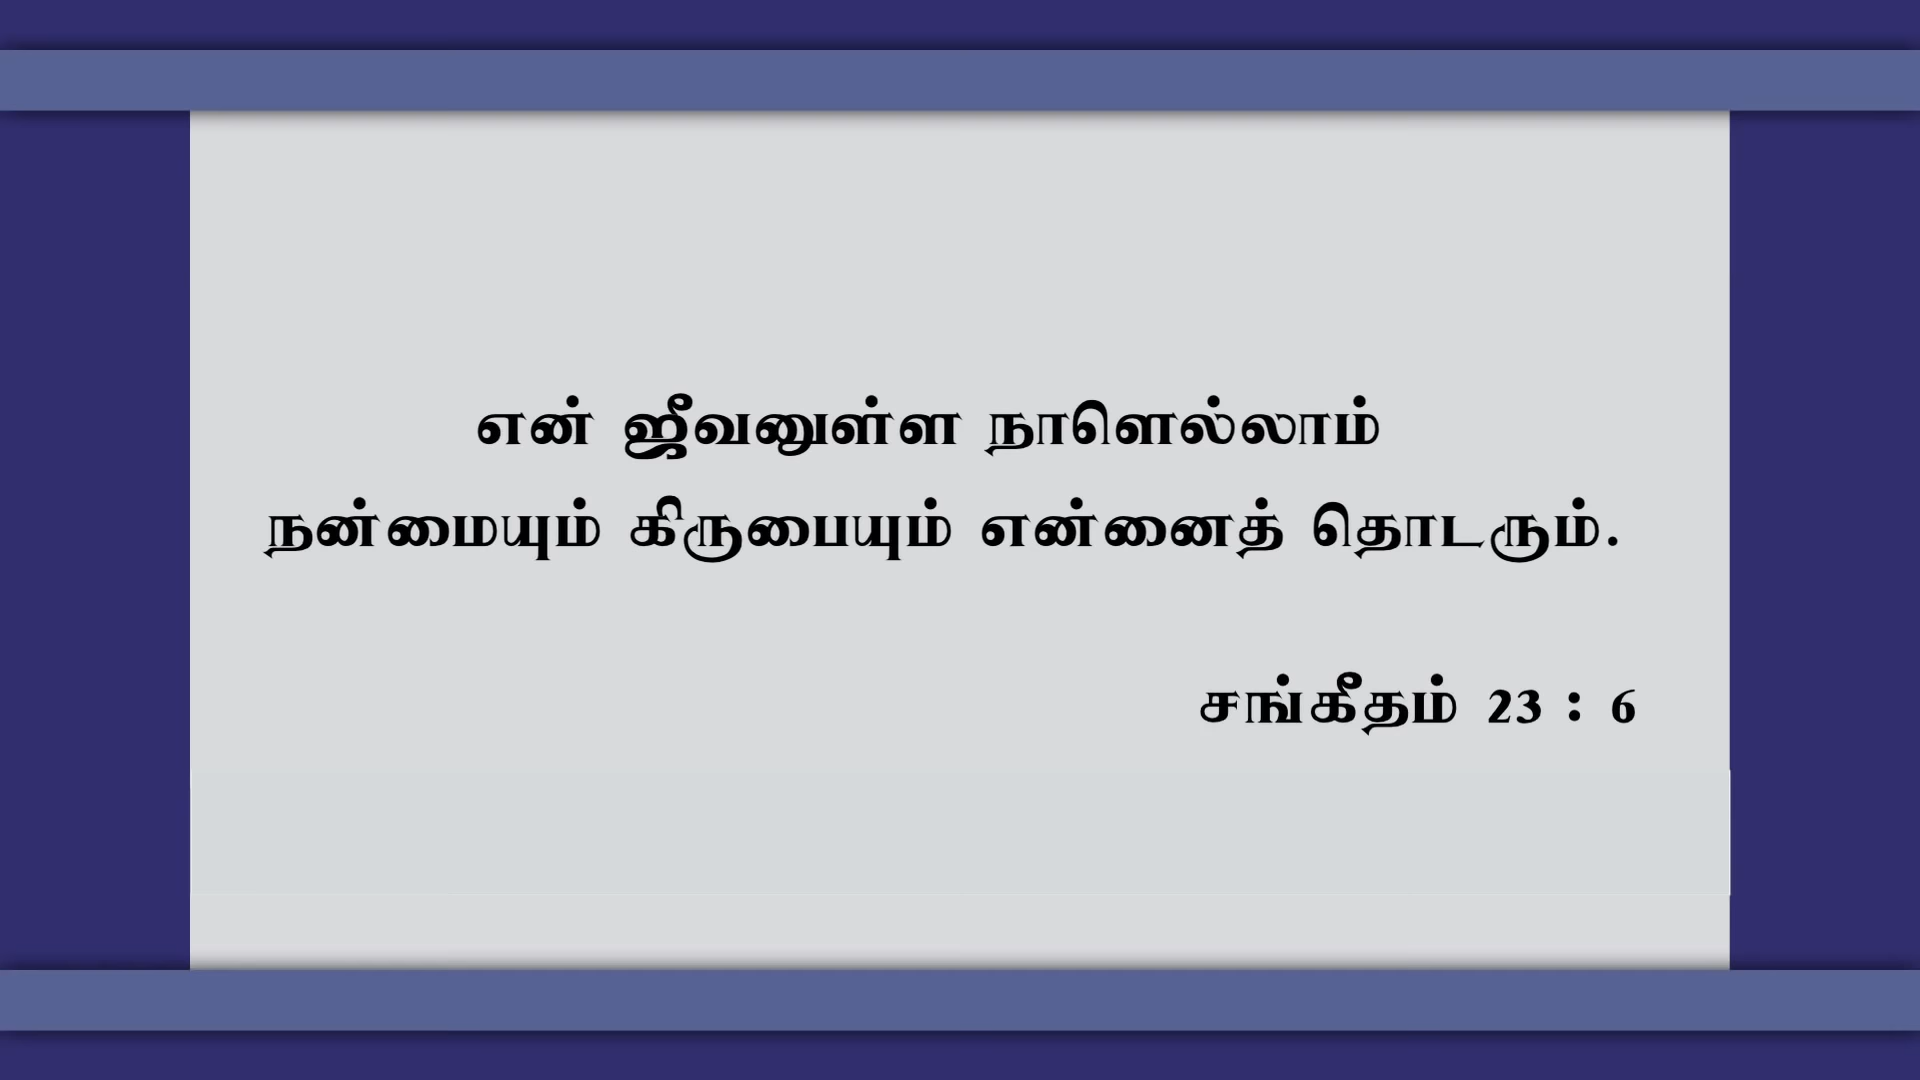 என் ஜீவனுள்ள நாளெல்லாம்
நன்மையும் கிருபையும் என்னைத் தொடரும்.
சங்கீதம் 23 : 6